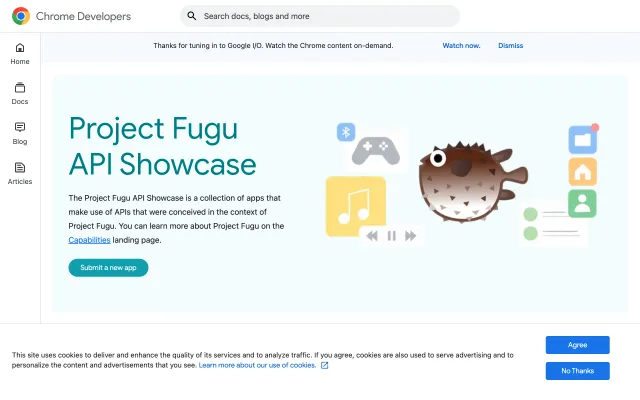 Chrome Developers
Search docs, blogs and more
Thanks for tuning in to Google I/O. Watch the Chrome content on-demand. Watch now. Dismiss
Home
Docs
Blog
Articles
Project Fugu
API Showcase
The Project Fugu API Showcase is a collection of apps that
make use of APIs that were conceived in the context of
Project Fugu. You can learn more about Project Fugu on the
Capabilities landing page.
Submit a new app
This site uses cookies to deliver and enhance the quality of its services and to analyze traffic. If you agree, cookies are also used to serve advertising and to
personalize the content and advertisements that you see. Learn more about our use of cookies.
Agree
No Thanks